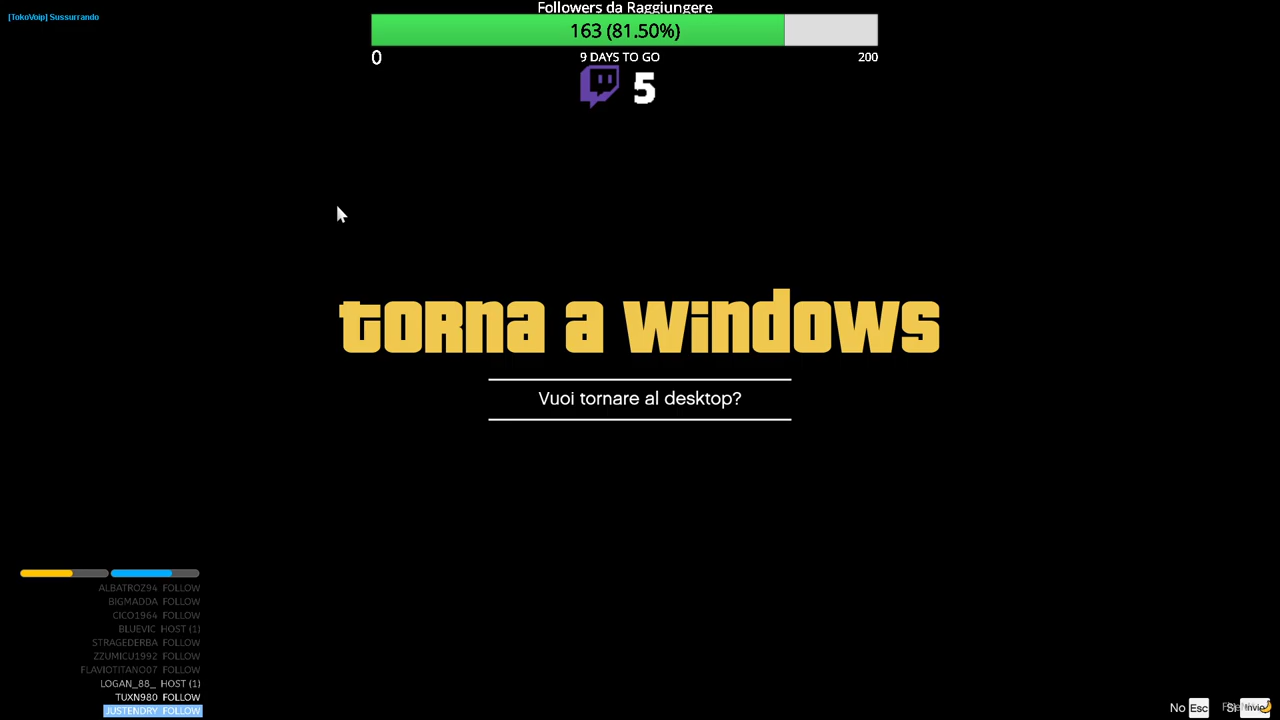 [TokoVoip] Sussurrando
Followers da Raggiungere
163 (81.50%)
0
9 DAYS TO GO
200
5
torna a windows
Vuoi tornare al desktop?
ALBATROZ94 FOLLOW
BIGMADDA FOLLOW
CICO1964 FOLLOW
BLUEVIC HOST (1)
STRAGEDERBA FOLLOW
ZZUMICU1992 FOLLOW
FLAVIOTITANO07 FOLLOW
LOGAN_88_ HOST (1)
TUXN980 FOLLOW
JUSTENDRY FOLLOW
No Esc
Invio